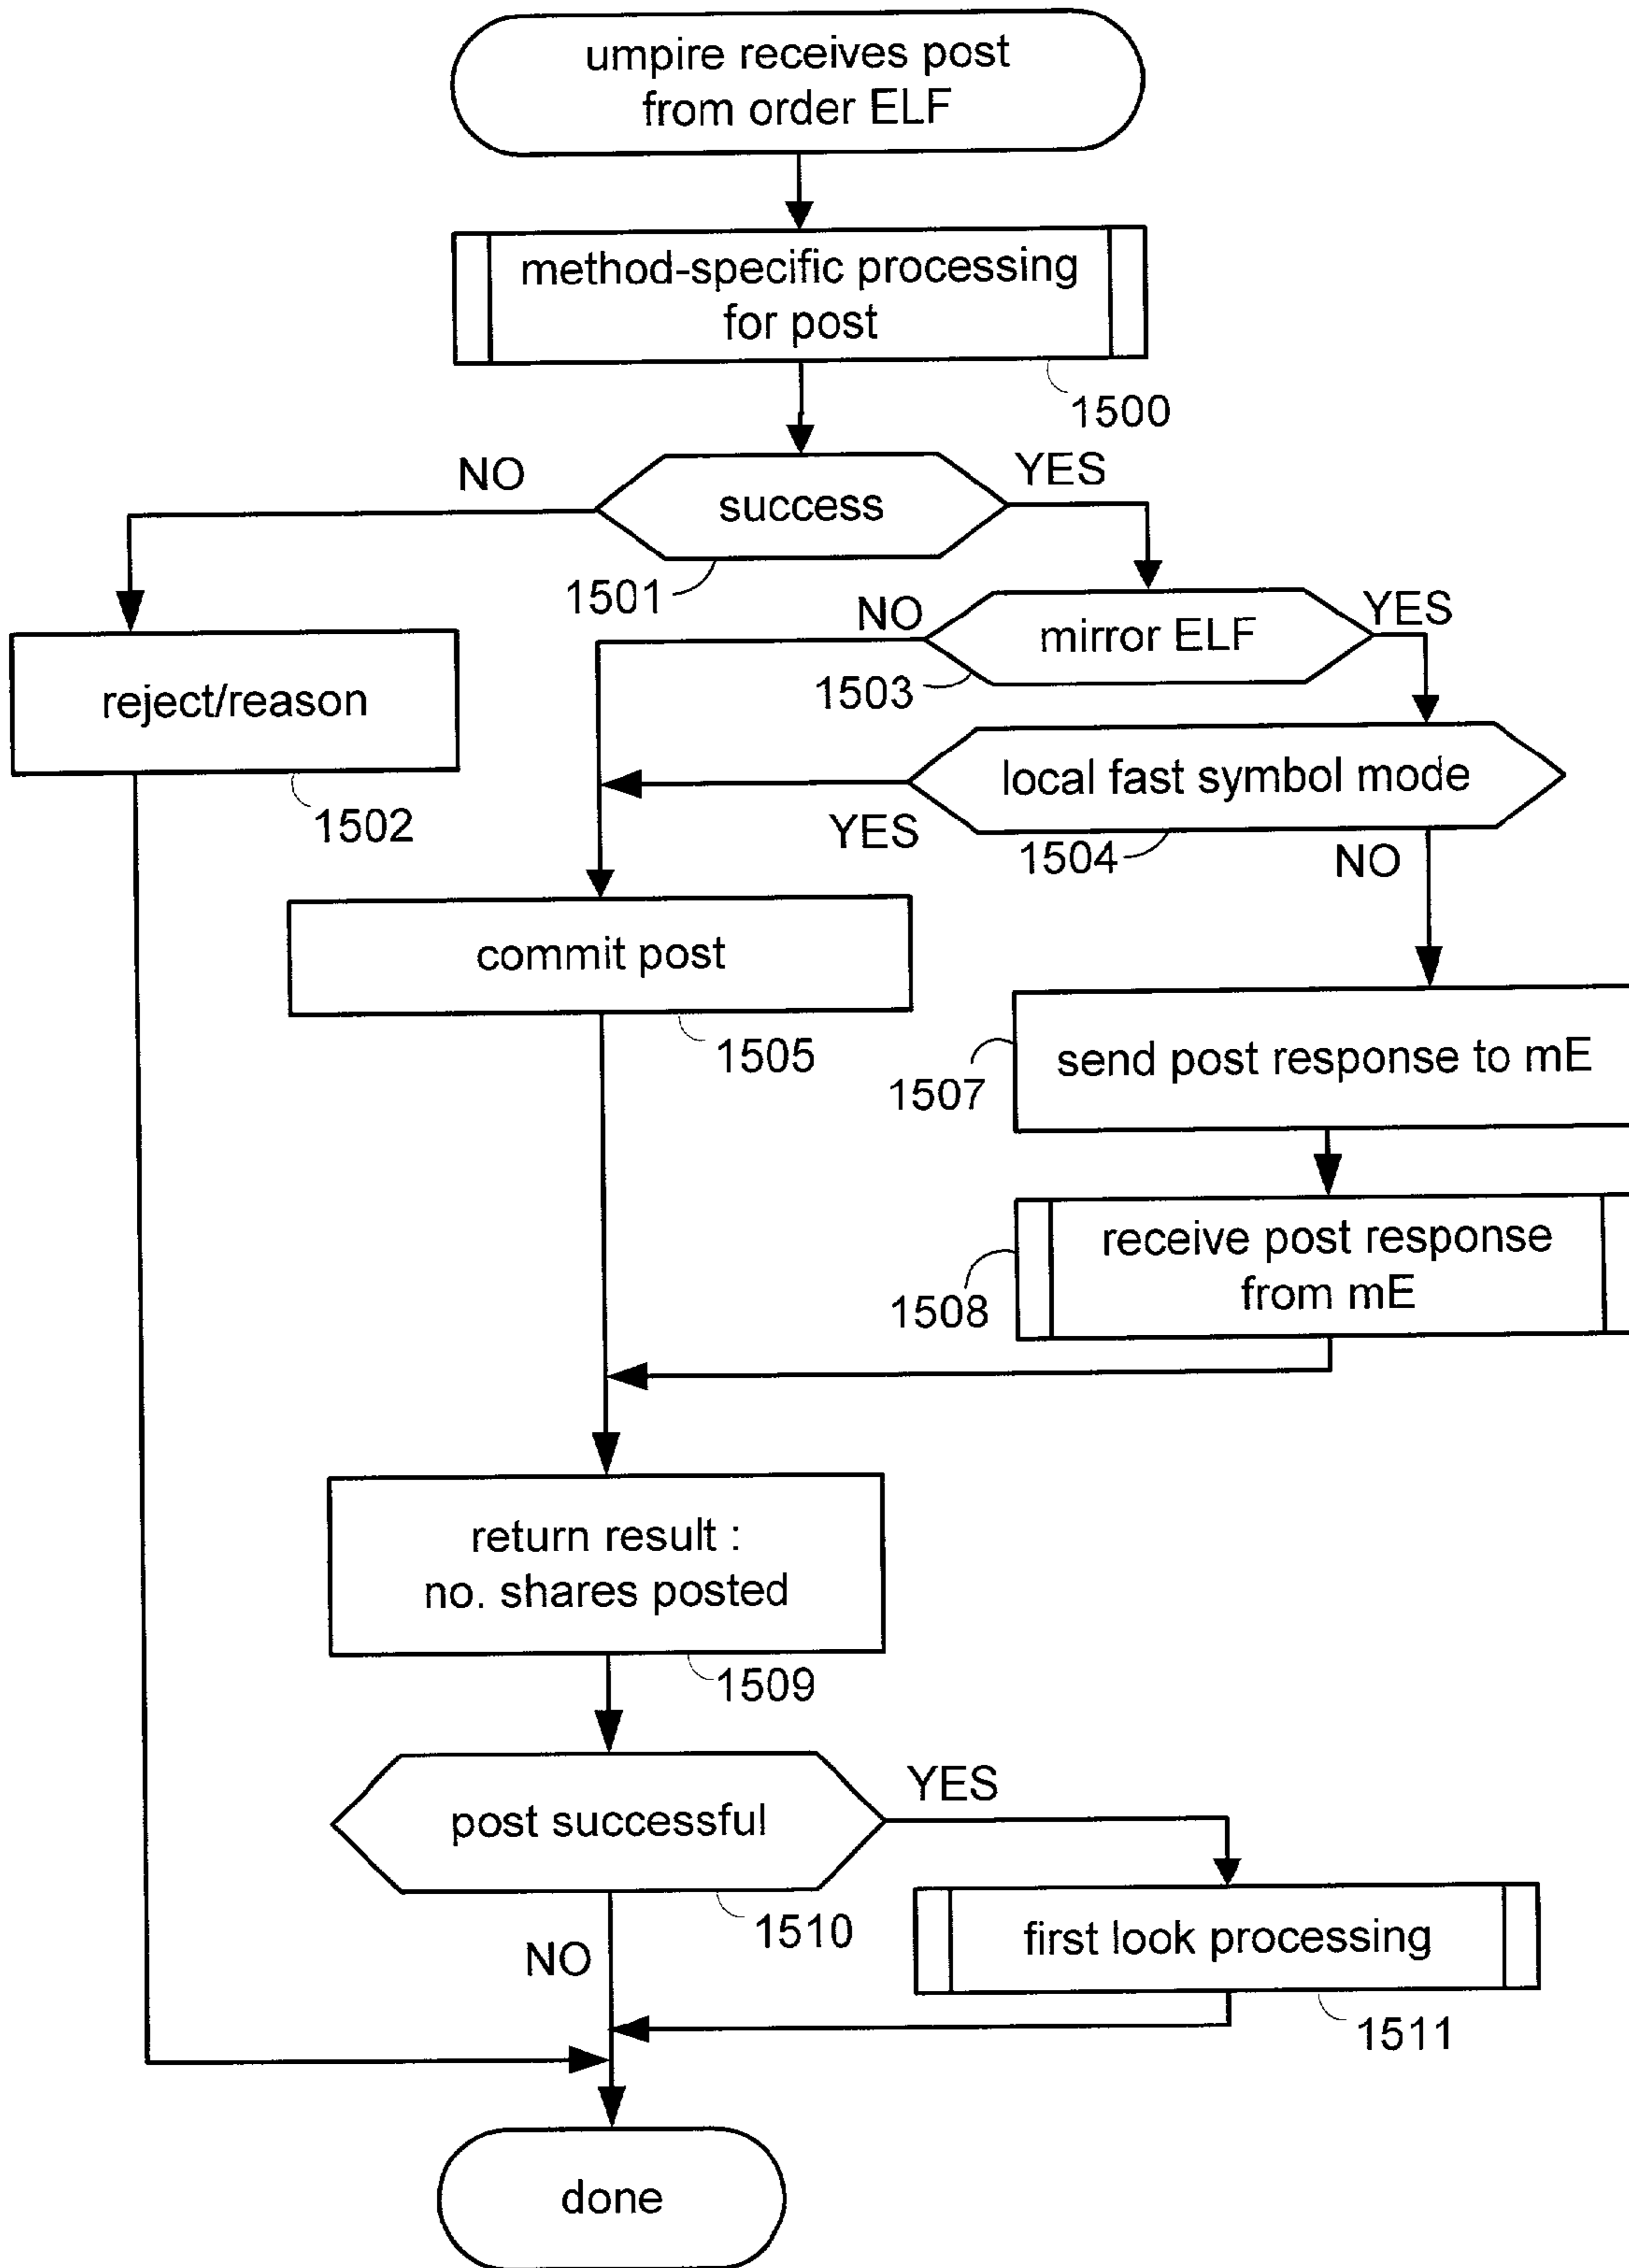 umpire receives post
from order ELF
method-specific processing
for post
1500
NO
YES
success
1501
NO
YES
mirror ELF
1503
reject/reason
1502
local fast symbol mode
YES
1504
NO
commit post
1505
send post response to mE
1507
receive post response
from mE
1508
return result :
no. shares posted
1509
post successful
YES
1510
NO
first look processing
1511
done